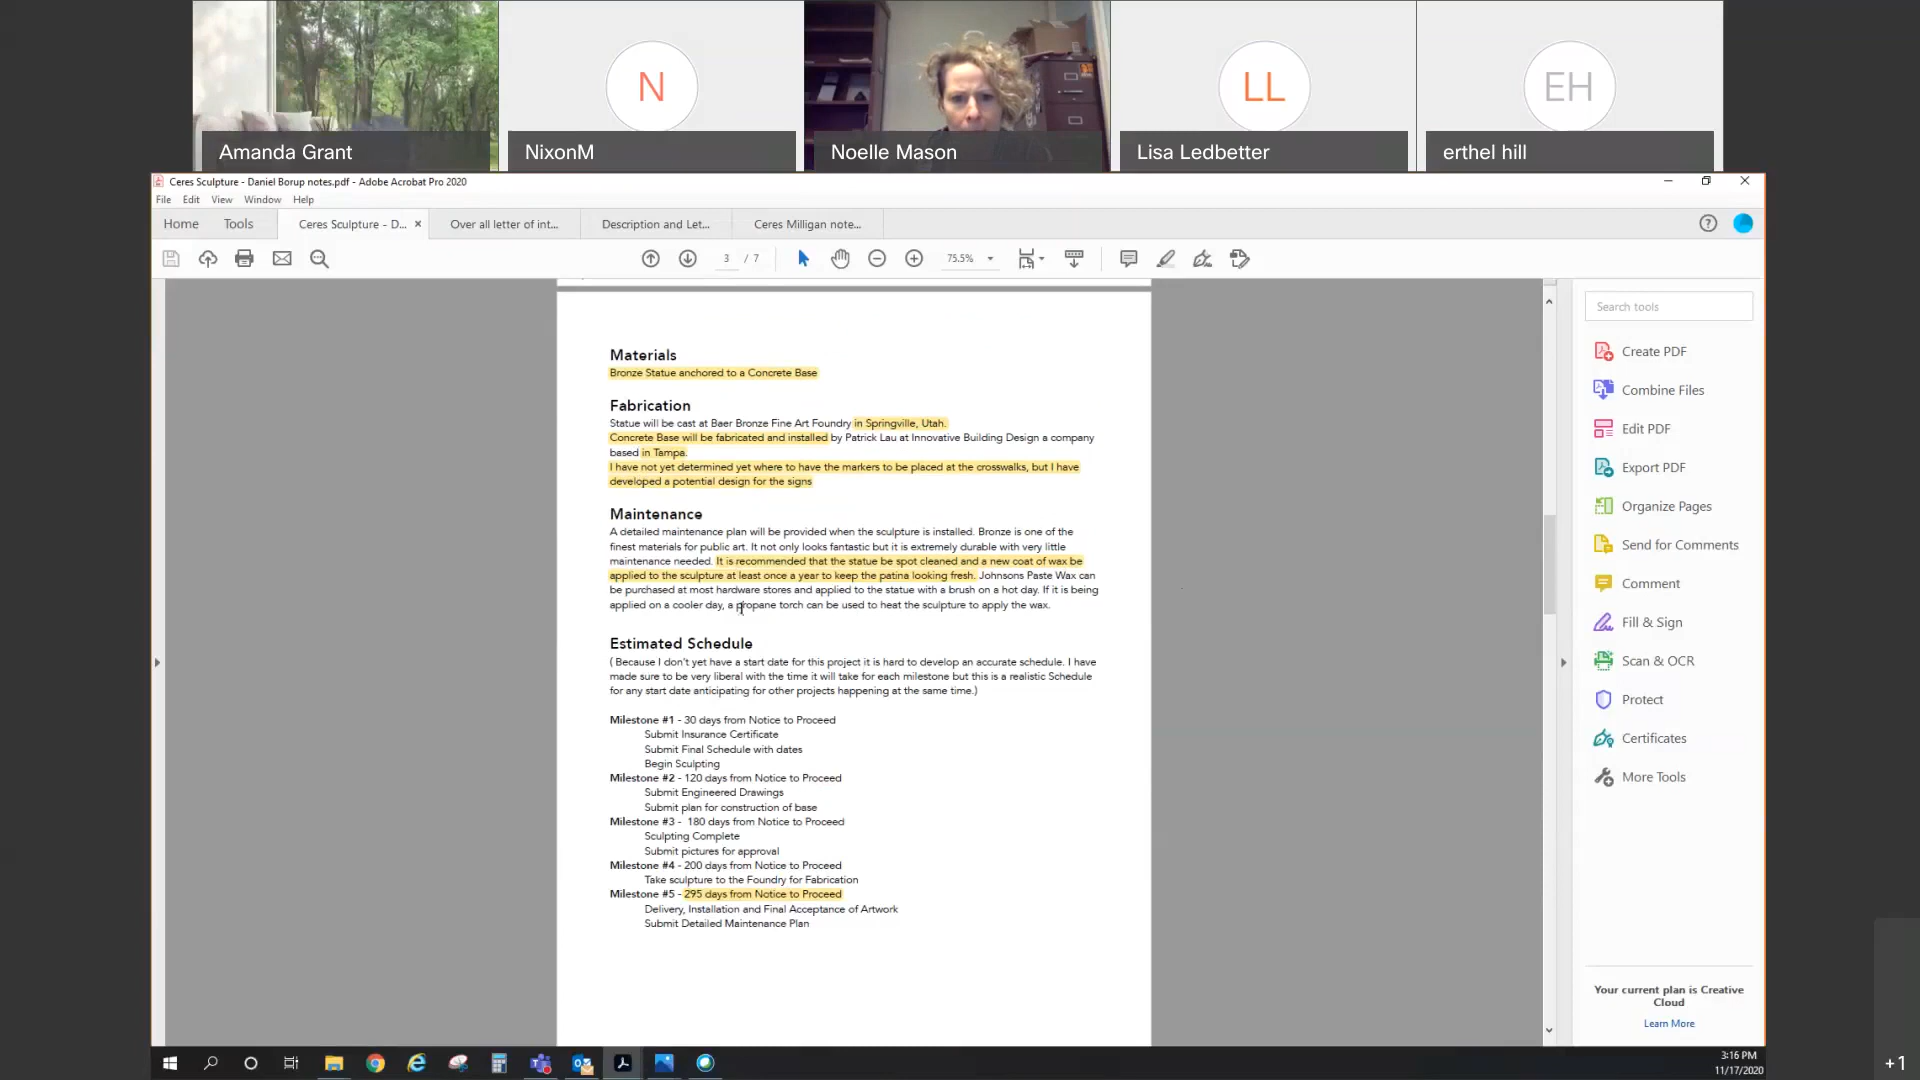 N
LL
EH
Amanda Grant
NixonM
Noelle Mason
Lisa Ledbetter
erthel hill
Ceres Sculpture - Daniel Borup notes.pdf - Adobe Acrobat Pro 2020
File Edit View Window Help
Home Tools Ceres Sculpture - D... × Over all letter of int... Description and Let... Ceres Milligan note...
3 / 7 75.5%
Materials
Bronze Statue anchored to a Concrete Base
Fabrication
Statue will be cast at Baer Bronze Fine Art Foundry in Springville, Utah.
Concrete Base will be fabricated and installed by Patrick Lau at Innovative Building Design a company
based in Tampa.
I have not yet determined yet where to have the markers to be placed at the crosswalks, but I have
developed a potential design for the signs
Maintenance
A detailed maintenance plan will be provided when the sculpture is installed. Bronze is one of the
finest materials for public art. It not only looks fantastic but it is extremely durable with very little
maintenance needed. It is recommended that the statue be spot cleaned and a new coat of wax be
applied to the sculpture at least once a year to keep the patina looking fresh. Johnsons Paste Wax can
be purchased at most hardware stores and applied to the statue with a brush on a hot day. If it is being
applied on a cooler day, a propane torch can be used to heat the sculpture to apply the wax.
Estimated Schedule
( Because I don't yet have a start date for this project it is hard to develop an accurate schedule. I have
made sure to be very liberal with the time it will take for each milestone but this is a realistic Schedule
for any start date anticipating for other projects happening at the same time.)
Milestone #1 - 30 days from Notice to Proceed
Submit Insurance Certificate
Submit Final Schedule with dates
Begin Sculpting
Milestone #2 - 120 days from Notice to Proceed
Submit Engineered Drawings
Submit plan for construction of base
Milestone #3 - 180 days from Notice to Proceed
Sculpting Complete
Submit pictures for approval
Milestone #4 - 200 days from Notice to Proceed
Take sculpture to the Foundry for Fabrication
Milestone #5 - 295 days from Notice to Proceed
Delivery, Installation and Final Acceptance of Artwork
Submit Detailed Maintenance Plan
Search tools
Create PDF
Combine Files
Edit PDF
Export PDF
Organize Pages
Send for Comments
Comment
Fill & Sign
Scan & OCR
Protect
Certificates
More Tools
Your current plan is Creative
Cloud
Learn More
3:16 PM
11/17/2020
+1